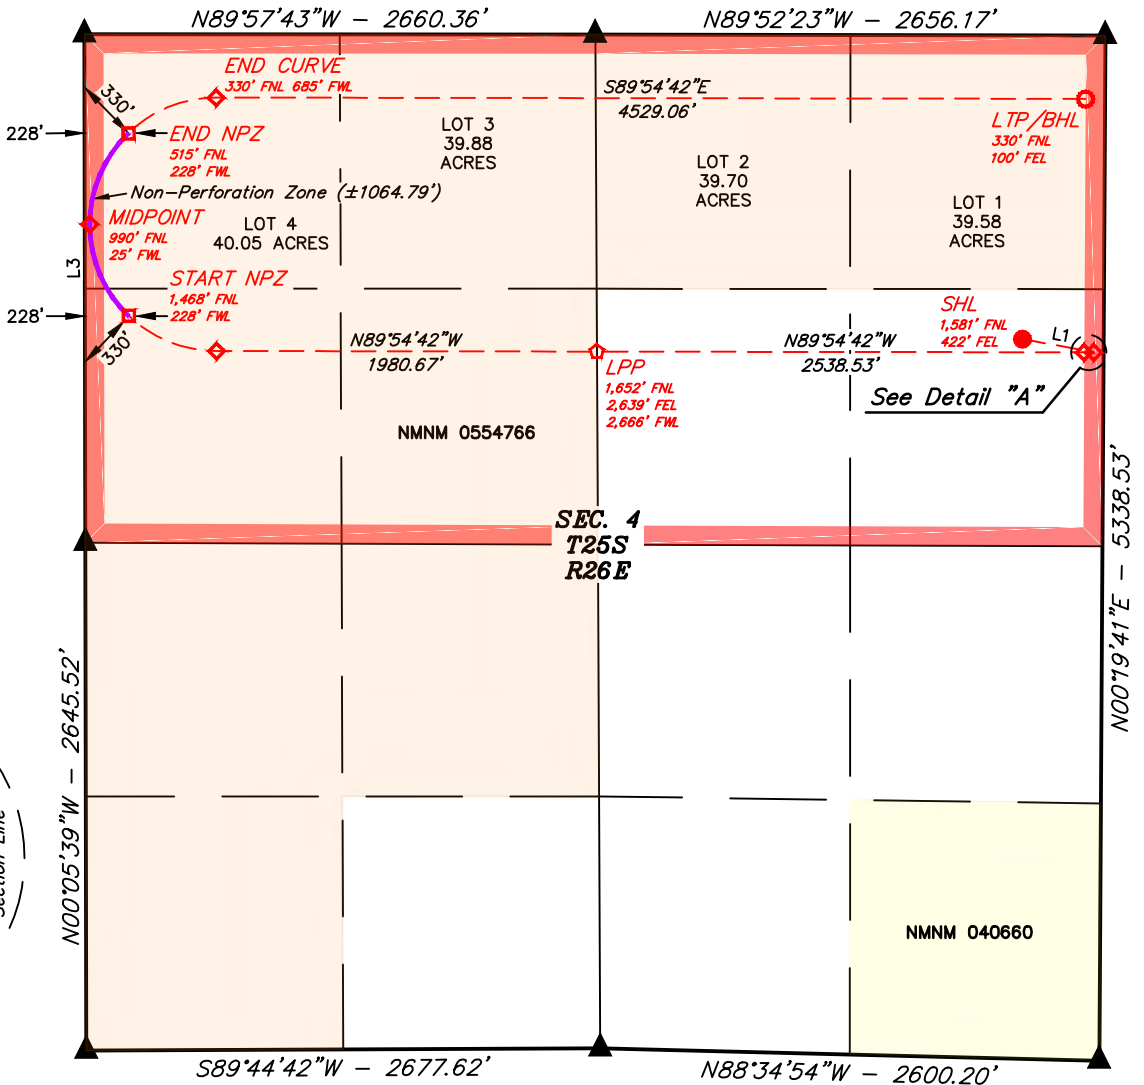 N89°57'43"W - 2660.36'
N89°52'23"W - 2656.17'
END CURVE
330' FNL 685' FWL
S89°54'42"E
4529.06'
330'
228'
END NPZ
515' FNL
228' FWL
LOT 3
39.88
ACRES
LTP/BHL
330' FNL
100' FEL
LOT 2
39.70
ACRES
Non-Perforation Zone (±1064.79')
MIDPOINT
990' FNL
25' FWL
LOT 4
40.05 ACRES
LOT 1
39.58
ACRES
L3
START NPZ
1,468' FNL
228' FWL
228'
330'
SHL
1,581' FNL
422' FEL
L1
N89°54'42"W
1980.67'
N89°54'42"W
2538.53'
LPP
1,652' FNL
2,639' FEL
2,666' FWL
See Detail "A"
NMNM 0554766
N00°19'41"E - 5338.53'
SEC. 4
T25S
R26E
N00°05'39"W - 2645.52'
Section Line
NMNM 040660
S89°44'42"W - 2677.62'
N88°34'54"W - 2600.20'